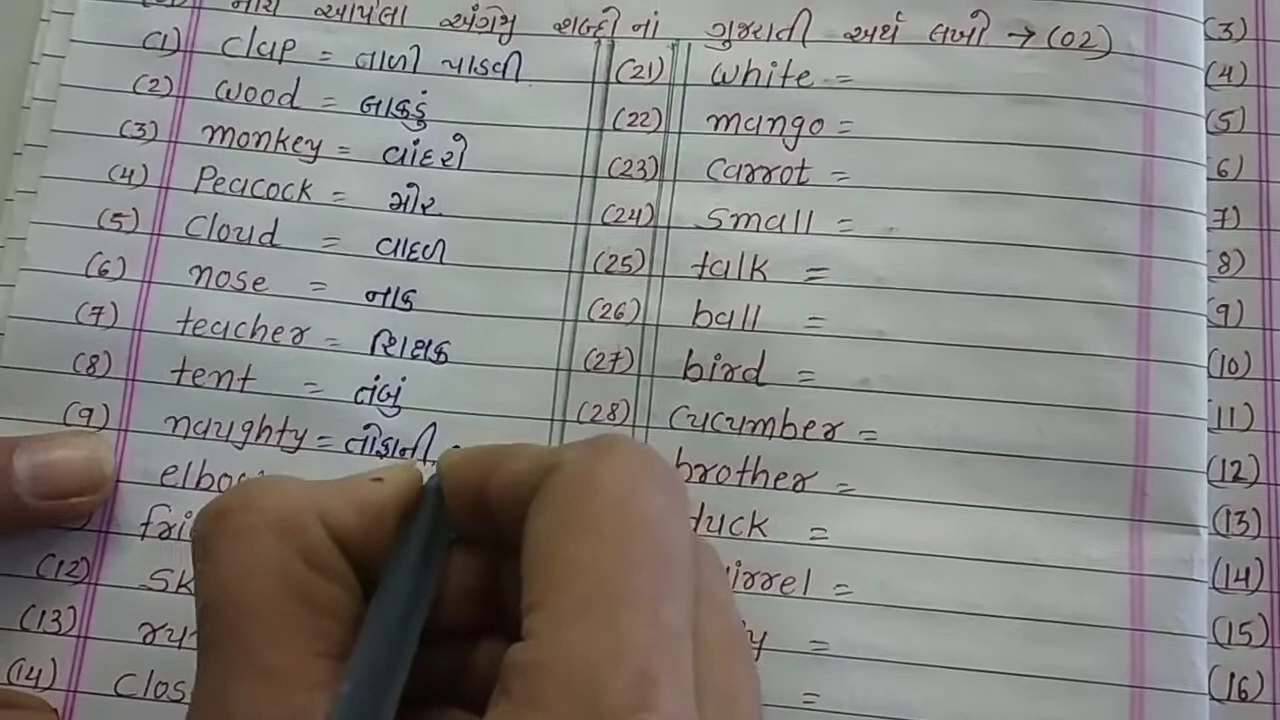 નીચે આપેલા અંગ્રેજી શબ્દોનાં ગુજરાતી અર્થ લખો → (02)
(1) clap = તાળી પાડવી
(2) wood = લાકડું
(3) monkey = વાંદરો
(4) Peacock = મોર
(5) cloud = વાદળ
(6) nose = નાક
(7) teacher = શિક્ષક
(8) tent = તંબું
(9) naughty = તોફાની
(12)
(13)
(14) Clos
(21) white =
(22) mango =
(23) carrot =
(24) small =
(25) talk =
(26) ball =
(27) bird =
(28) cucumber =
brother =
duck =
irrel =
y =
=
(3)
(4)
(5)
6)
7)
8)
9)
(10)
(11)
(12)
(13)
(14)
(15)
(16)